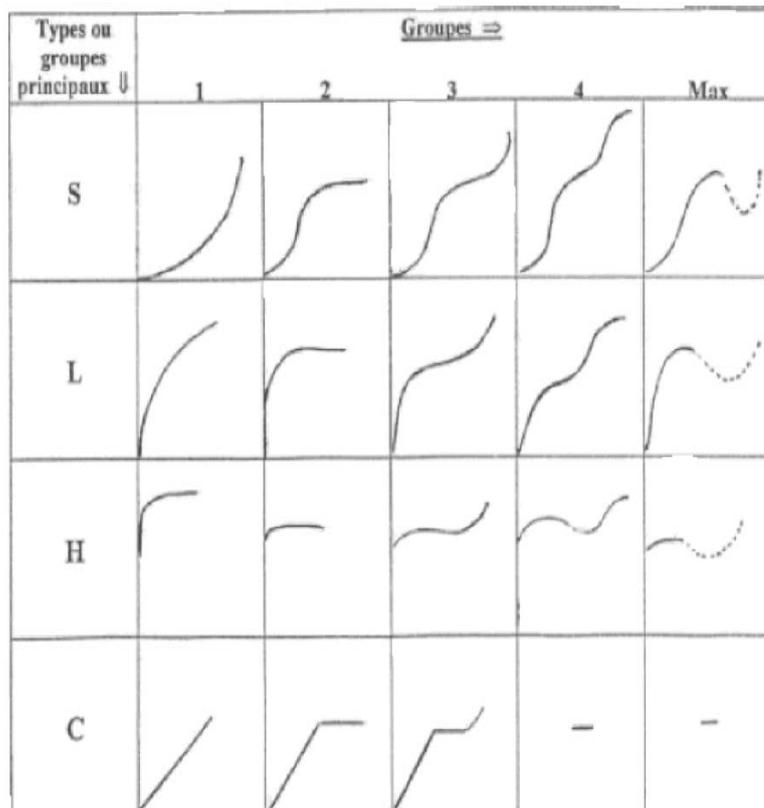 Types ou
groupes
principaux ⇓
Groupes ⇒
1 2 3 4 Max
S
L
H
C